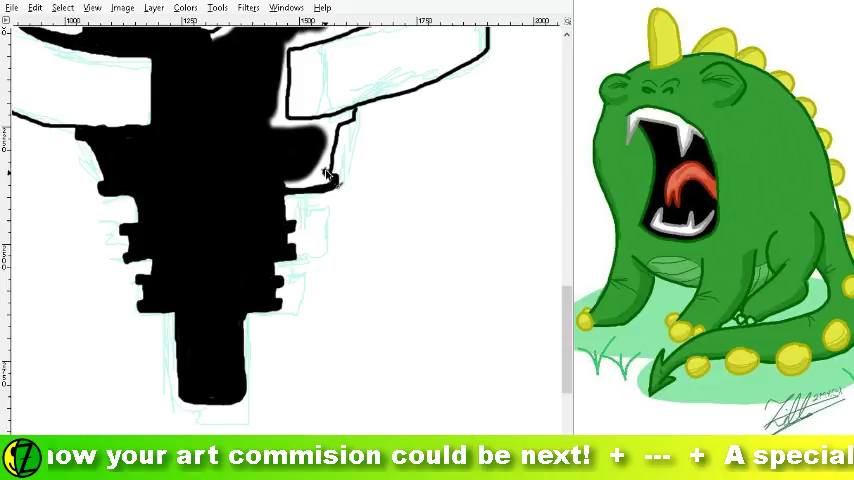 File Edit Select View Image Layer Colors Tools Filters Windows Help
1000 1250 1500 1750 2000
now your art commision could be next! + --- + A special